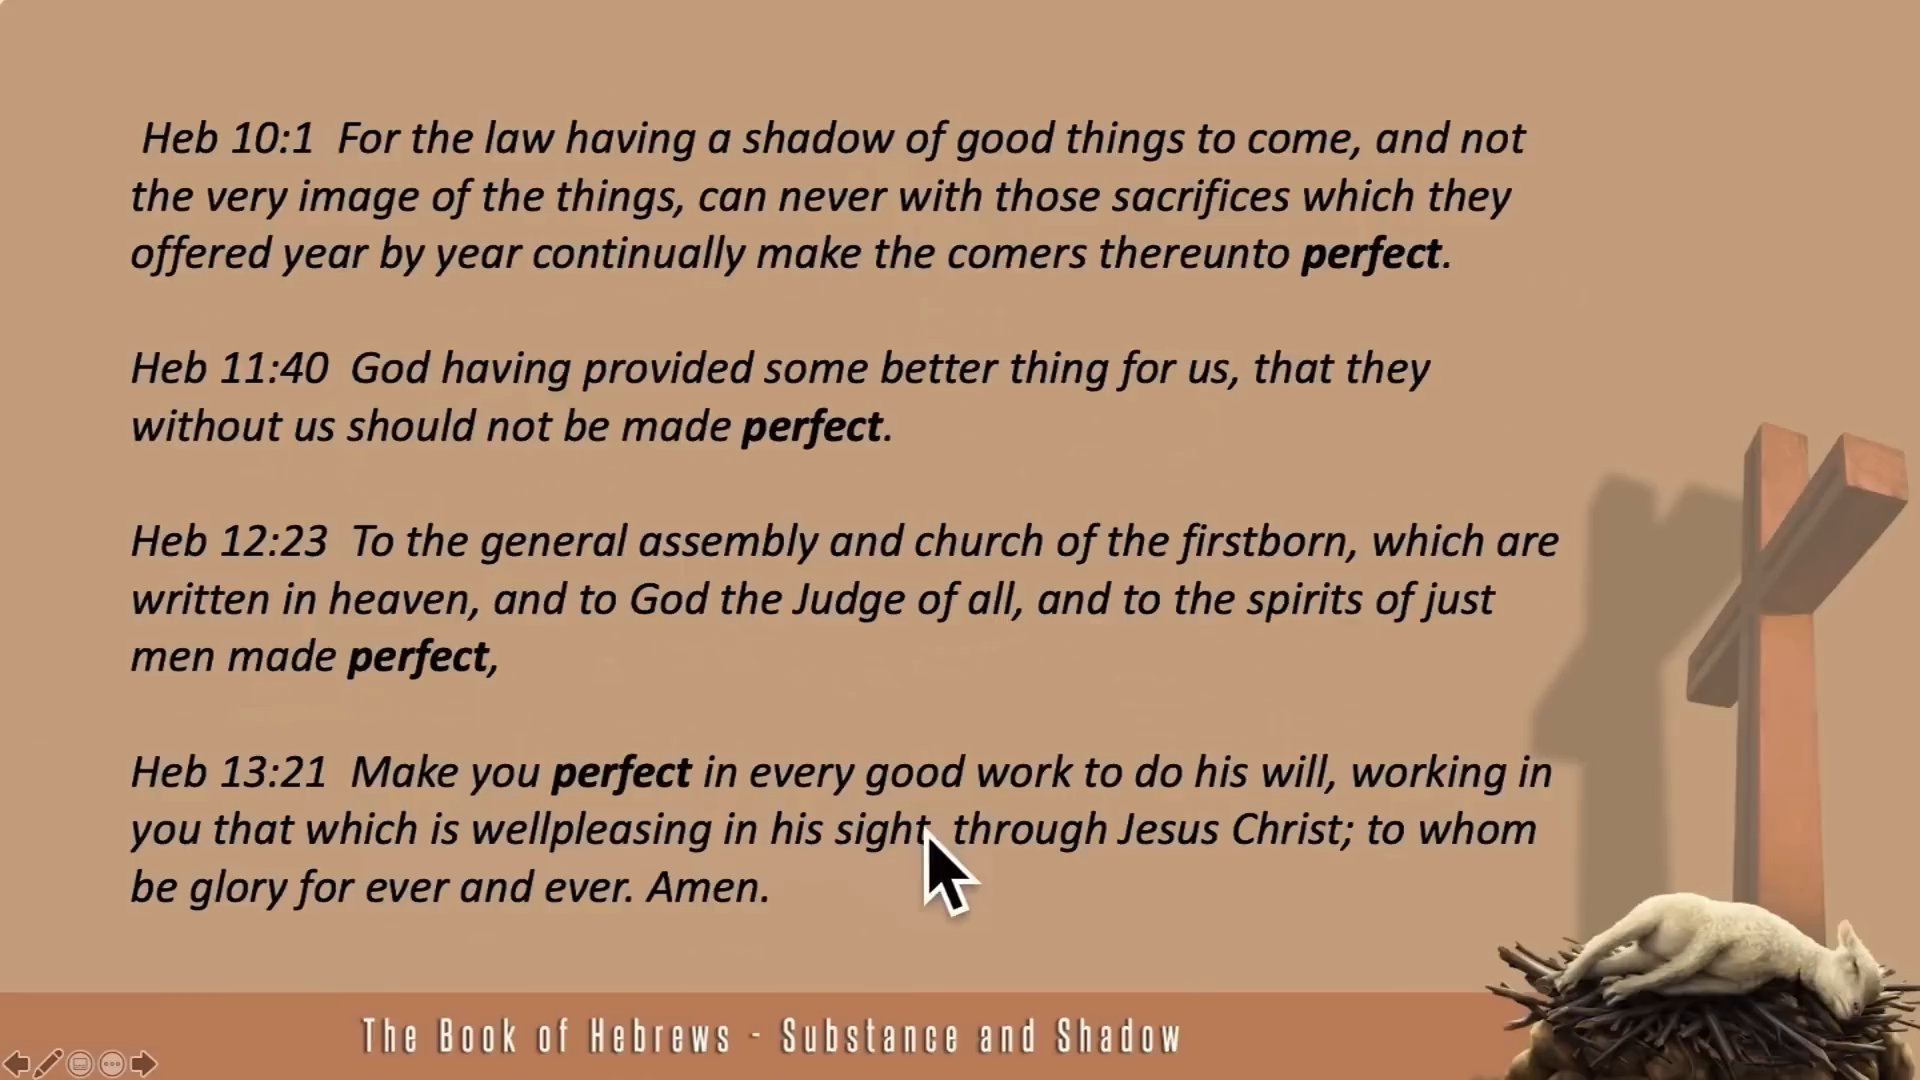 Heb 10:1  For the law having a shadow of good things to come, and not
the very image of the things, can never with those sacrifices which they
offered year by year continually make the comers thereunto perfect.
Heb 11:40  God having provided some better thing for us, that they
without us should not be made perfect.
Heb 12:23  To the general assembly and church of the firstborn, which are
written in heaven, and to God the Judge of all, and to the spirits of just
men made perfect,
Heb 13:21  Make you perfect in every good work to do his will, working in
you that which is wellpleasing in his sight, through Jesus Christ; to whom
be glory for ever and ever. Amen.
The Book of Hebrews - Substance and Shadow